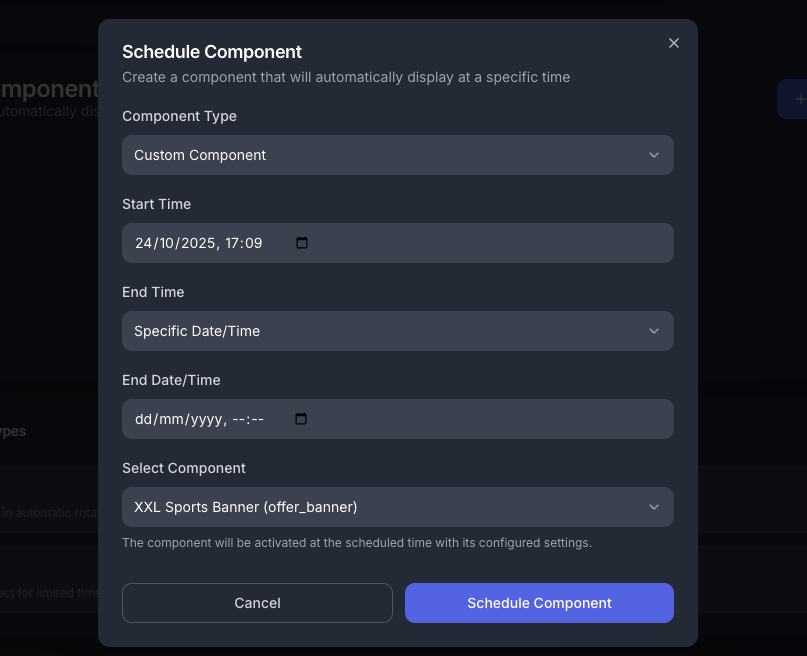 Schedule Component
Create a component that will automatically display at a specific time
mponent
utomatically dis
Component Type
Custom Component
Start Time
24/10/2025, 17:09
End Time
Specific Date/Time
End Date/Time
dd/mm/yyyy, --:--
ypes
Select Component
XXL Sports Banner (offer_banner)
in automatic rota
The component will be activated at the scheduled time with its configured settings.
uct for limited time
Cancel
Schedule Component